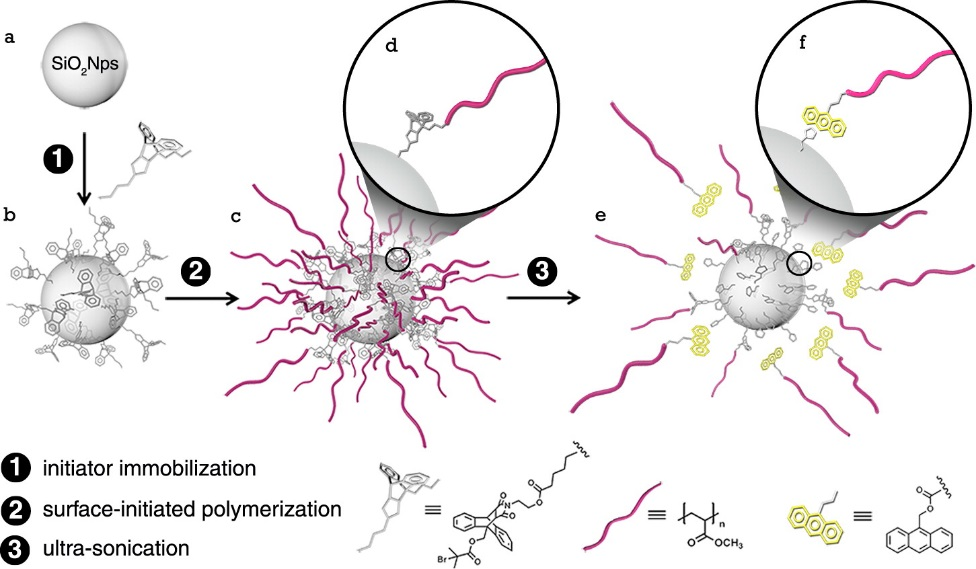 a
SiO2Nps
d
f
1
b
c
e
2
3
1 initiator immobilization
2 surface-initiated polymerization
3 ultra-sonication
≡
O
O
O
N
O
O
O
Br
≡
n
O
OCH3
≡
O
O